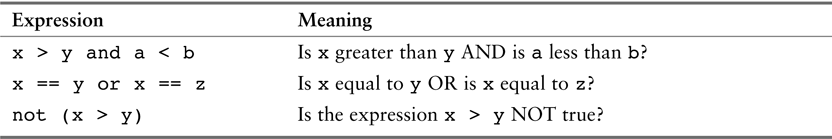 Expression Meaning
x > y and a < b Is x greater than y AND is a less than b?
x == y or x == z Is x equal to y OR is x equal to z?
not (x > y) Is the expression x > y NOT true?